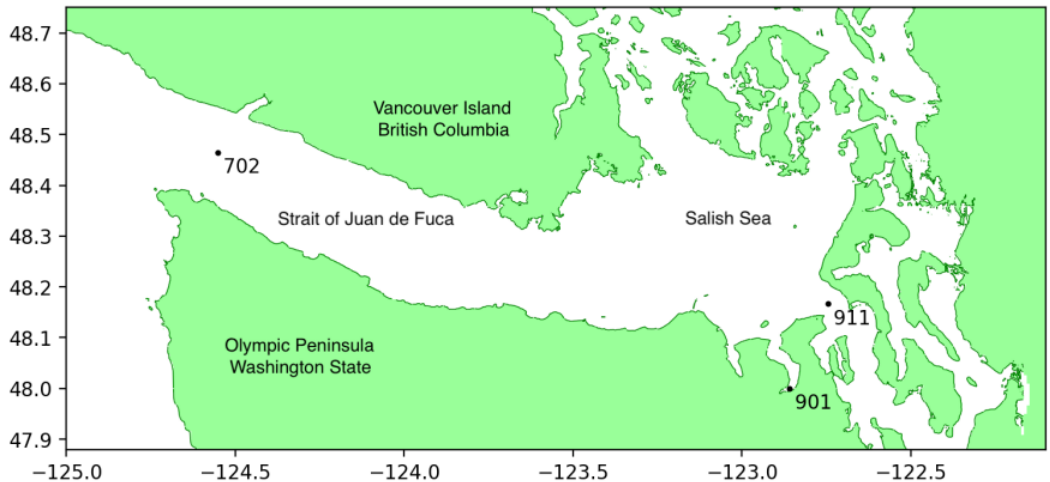 48.7
48.6
48.5
48.4
48.3
48.2
48.1
48.0
47.9
Vancouver Island
British Columbia
702
Strait of Juan de Fuca
Salish Sea
911
Olympic Peninsula
Washington State
901
−125.0 −124.5 −124.0 −123.5 −123.0 −122.5